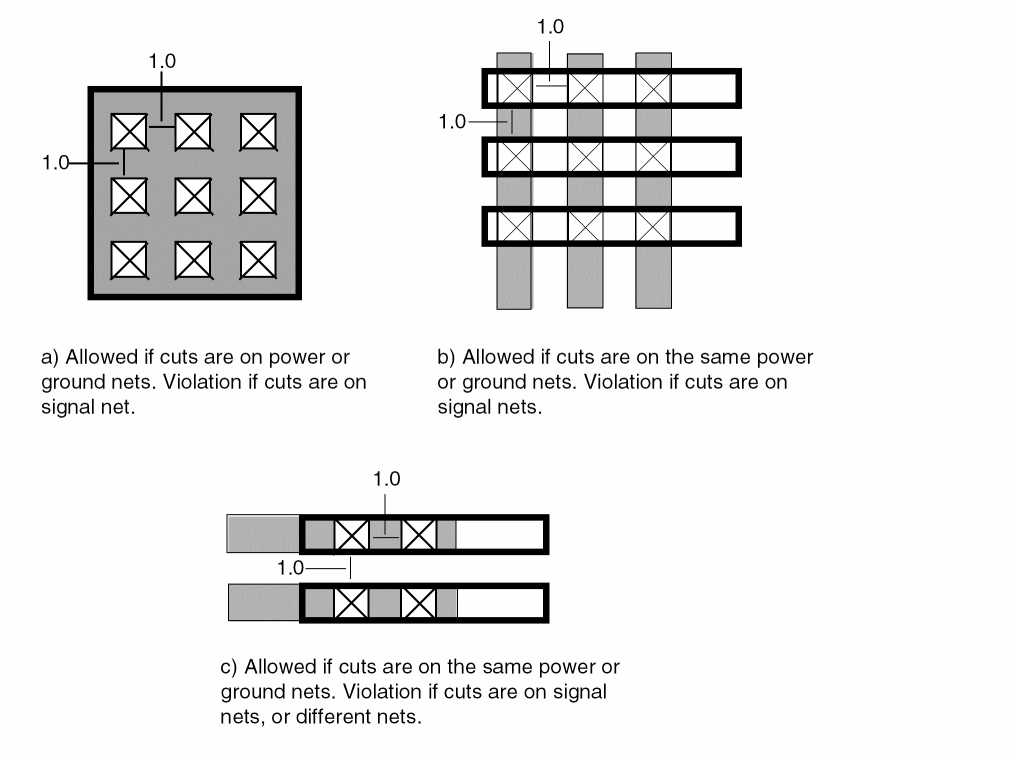 1.0
1.0
a) Allowed if cuts are on power or
ground nets. Violation if cuts are on
signal net.
1.0
1.0
b) Allowed if cuts are on the same power
or ground nets. Violation if cuts are on
signal nets.
1.0
1.0
c) Allowed if cuts are on the same power or
ground nets. Violation if cuts are on signal
nets, or different nets.